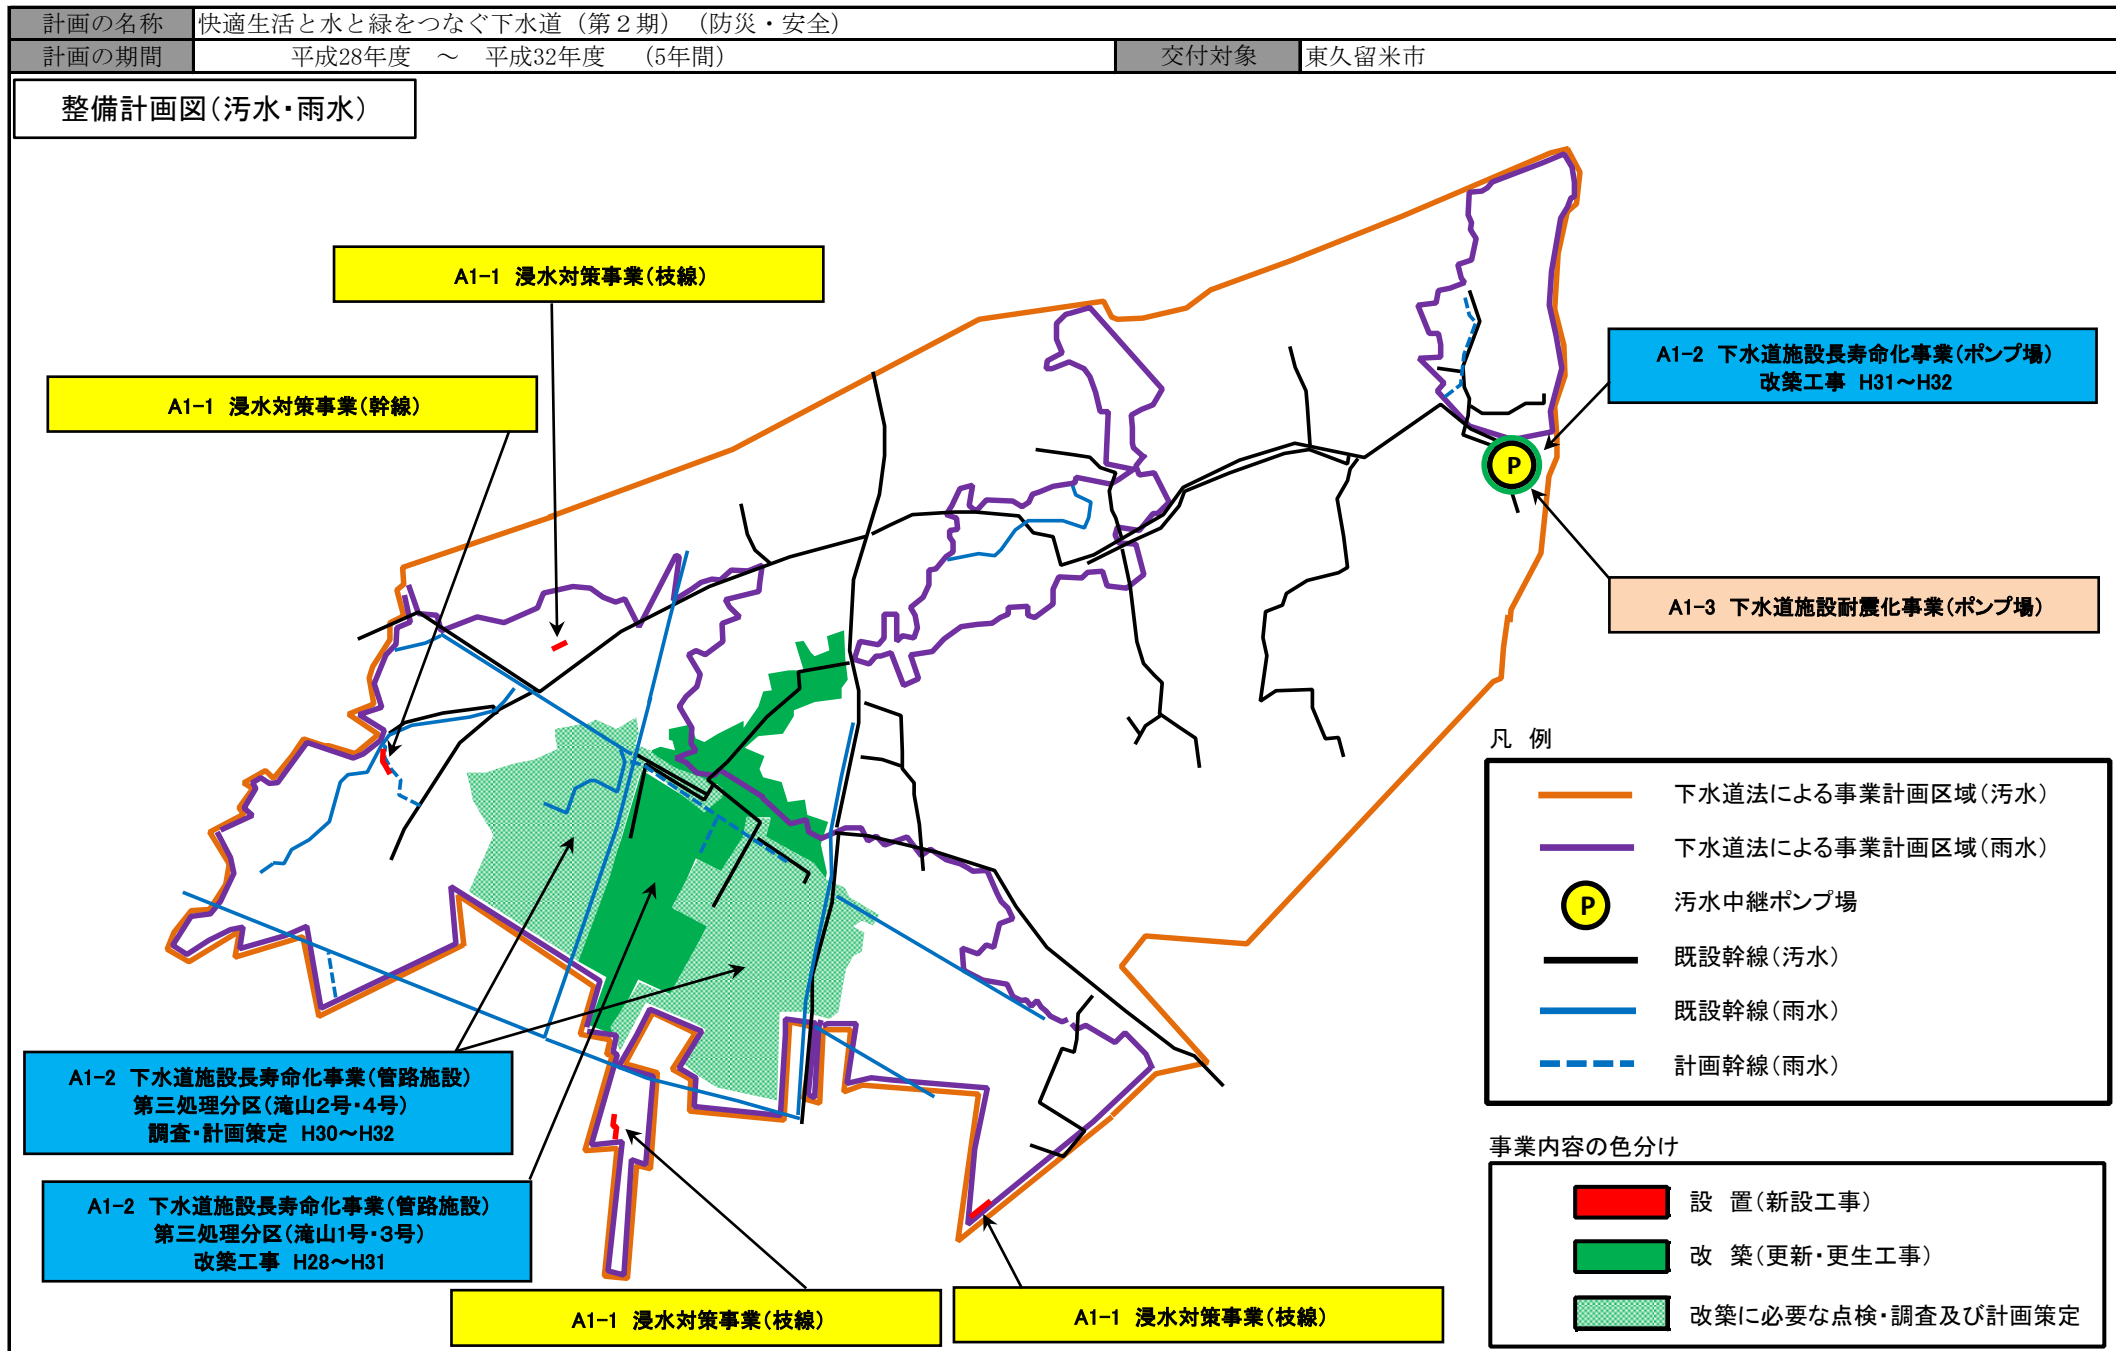 計画の名称 快適生活と水と緑をつなぐ下水道（第２期）（防災・安全）
計画の期間 平成28年度 ～ 平成32年度 （5年間） 交付対象 東久留米市
整備計画図（汚水・雨水）
A1-1 浸水対策事業（枝線）
A1-1 浸水対策事業（幹線）
A1-2 下水道施設長寿命化事業（ポンプ場）
改築工事 H31～H32
P
A1-3 下水道施設耐震化事業（ポンプ場）
凡 例
下水道法による事業計画区域（汚水）
下水道法による事業計画区域（雨水）
P 汚水中継ポンプ場
既設幹線（汚水）
既設幹線（雨水）
計画幹線（雨水）
A1-2 下水道施設長寿命化事業（管路施設）
第三処理分区（滝山2号・4号）
調査・計画策定 H30～H32
A1-2 下水道施設長寿命化事業（管路施設）
第三処理分区（滝山1号・3号）
改築工事 H28～H31
A1-1 浸水対策事業（枝線）
A1-1 浸水対策事業（枝線）
事業内容の色分け
設 置（新設工事）
改 築（更新・更生工事）
改築に必要な点検・調査及び計画策定